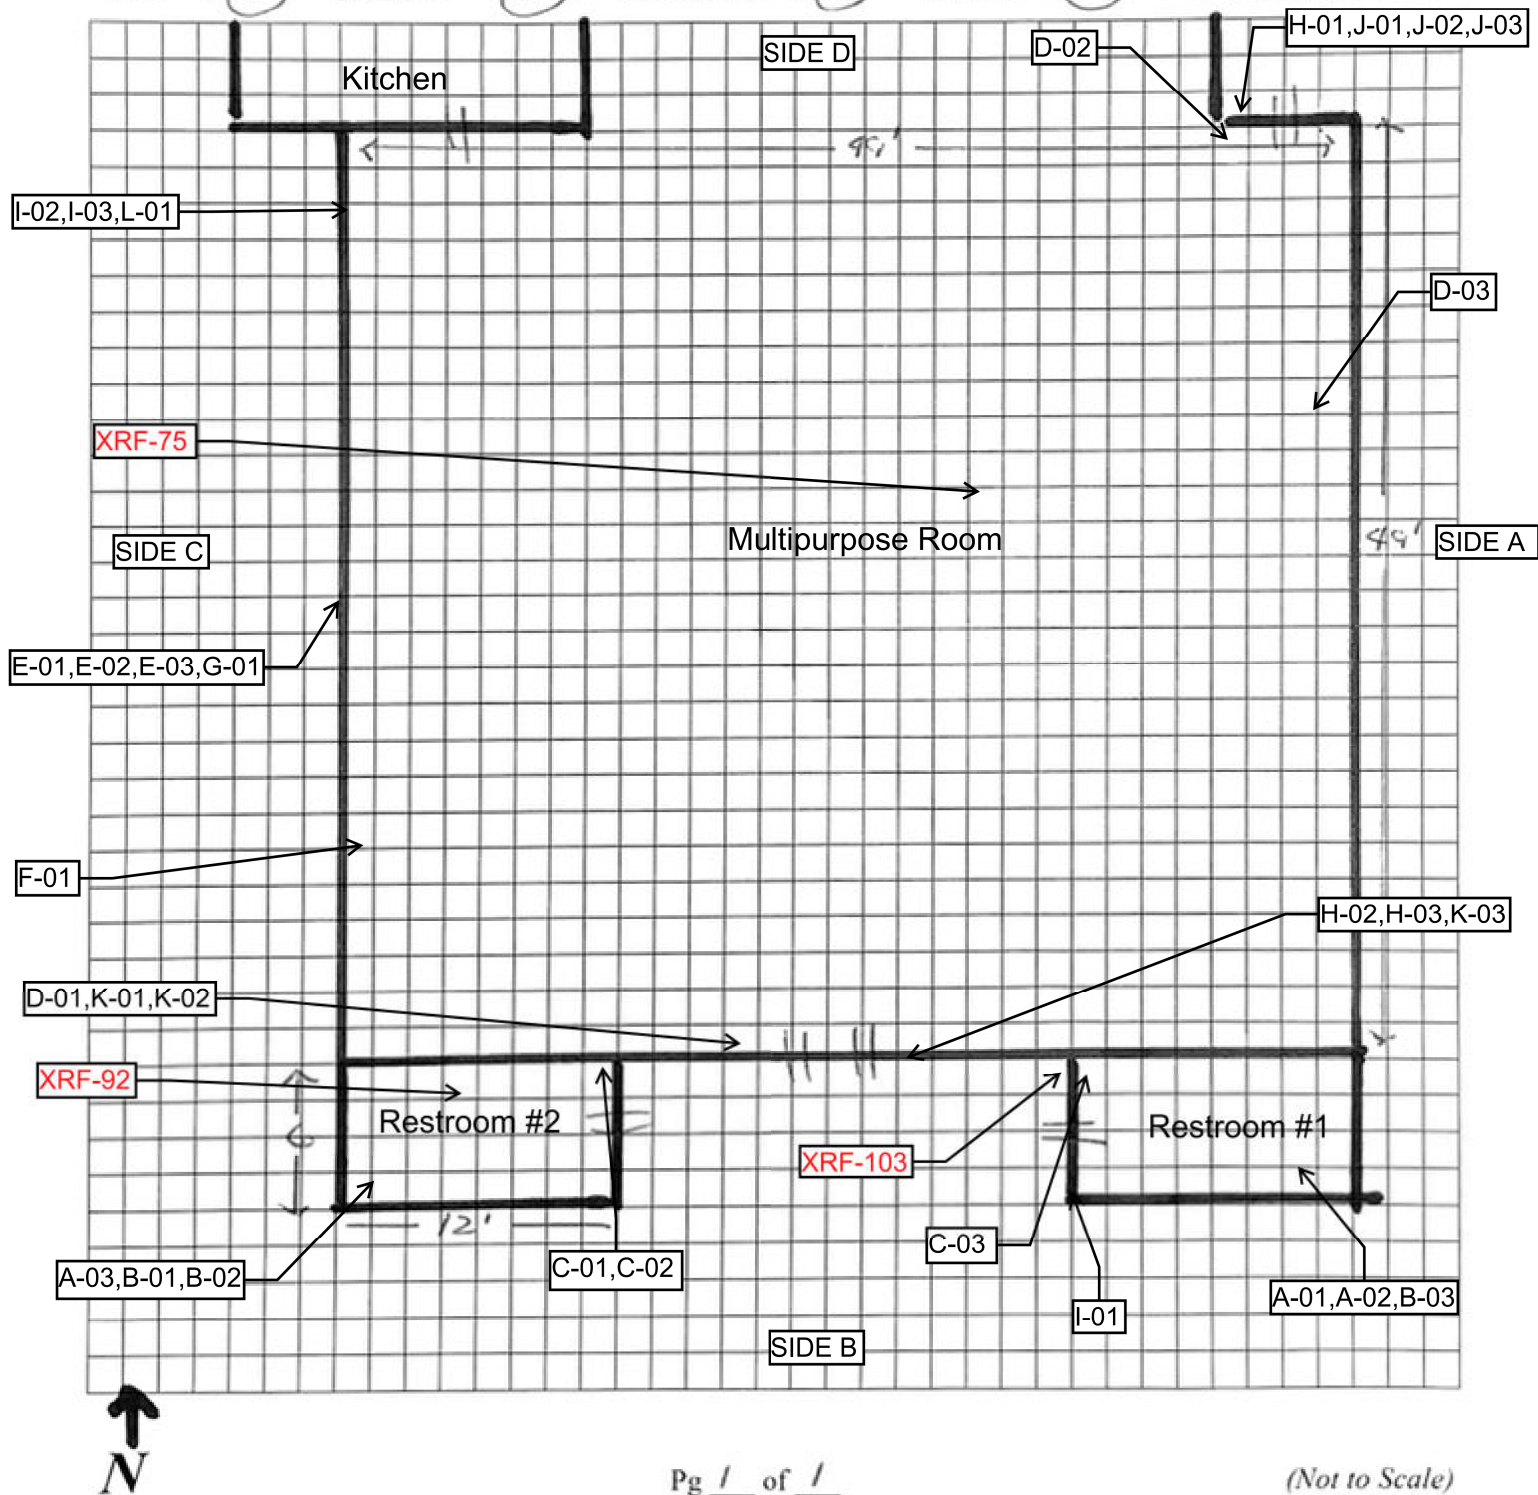 H-01,J-01,J-02,J-03
SIDE D
D-02
Kitchen
I-02,I-03,L-01
D-03
XRF-75
Multipurpose Room
SIDE C
SIDE A
E-01,E-02,E-03,G-01
F-01
H-02,H-03,K-03
D-01,K-01,K-02
XRF-92
Restroom #2
Restroom #1
6
XRF-103
12'
C-03
A-03,B-01,B-02
C-01,C-02
A-01,A-02,B-03
I-01
SIDE B
N
Pg 1 of 1
(Not to Scale)